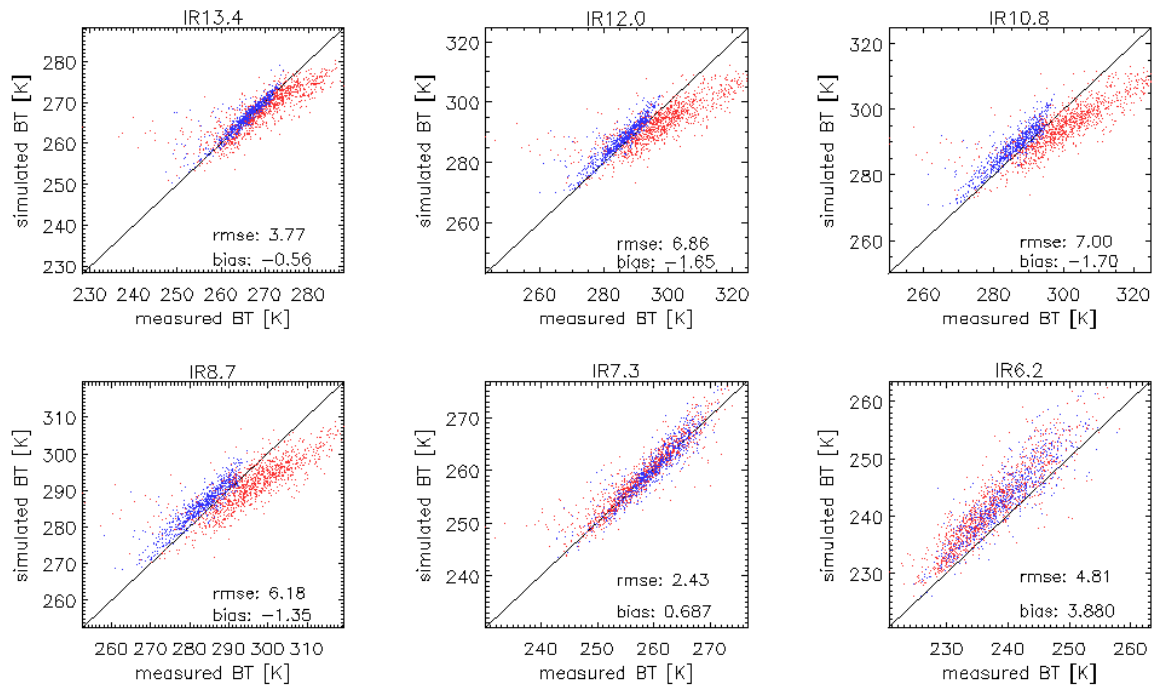 IR13.4
simulated BT [K]
280
270
260
250
240
230
rmse: 3.77
bias: −0.56
230 240 250 260 270 280
measured BT [K]
IR12.0
simulated BT [K]
320
300
280
260
rmse: 6.86
bias: −1.65
260 280 300 320
measured BT [K]
IR10.8
simulated BT [K]
320
300
280
260
rmse: 7.00
bias: −1.70
260 280 300 320
measured BT [K]
IR8.7
simulated BT [K]
310
300
290
280
270
260
rmse: 6.18
bias: −1.35
260 270 280 290 300 310
measured BT [K]
IR7.3
simulated BT [K]
270
260
250
240
rmse: 2.43
bias: 0.687
240 250 260 270
measured BT [K]
IR6.2
simulated BT [K]
260
250
240
230
rmse: 4.81
bias: 3.880
230 240 250 260
measured BT [K]